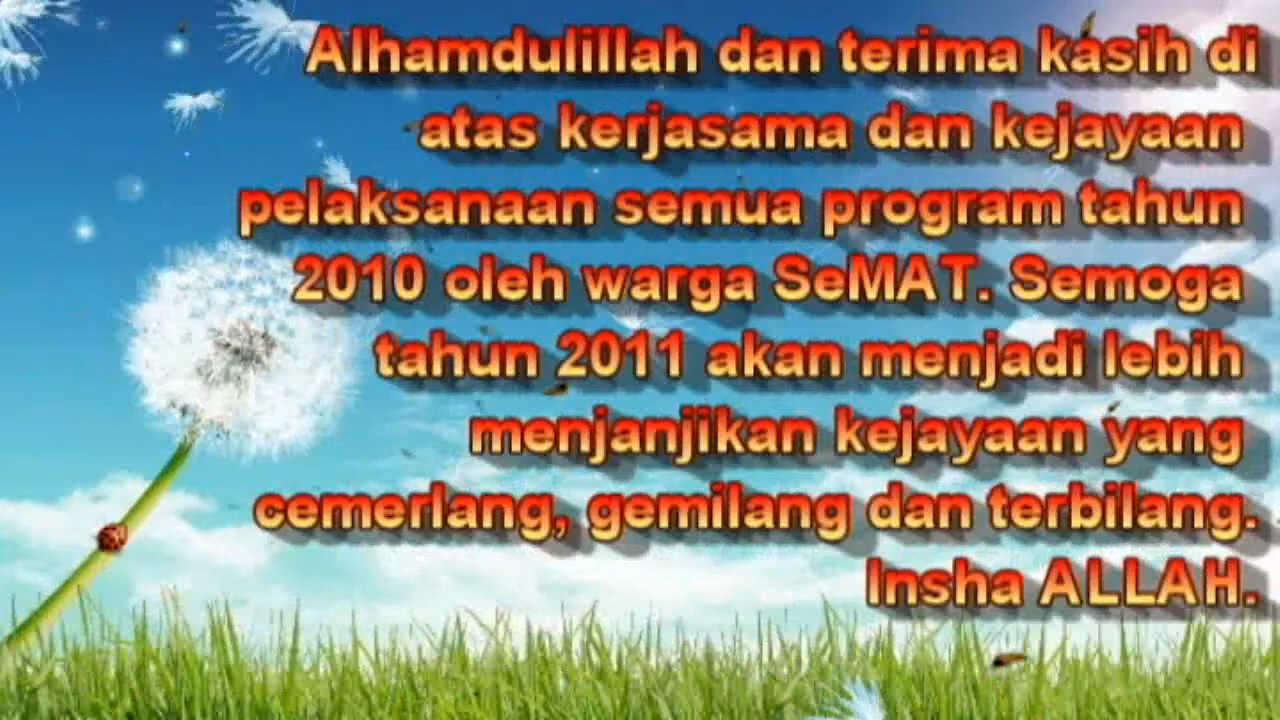 Alhamdulillah dan terima kasih di
atas kerjasama dan kejayaan
pelaksanaan semua program tahun
2010 oleh warga SeMAT. Semoga
tahun 2011 akan menjadi lebih
menjanjikan kejayaan yang
cemerlang, gemilang dan terbilang.
Insha ALLAH.